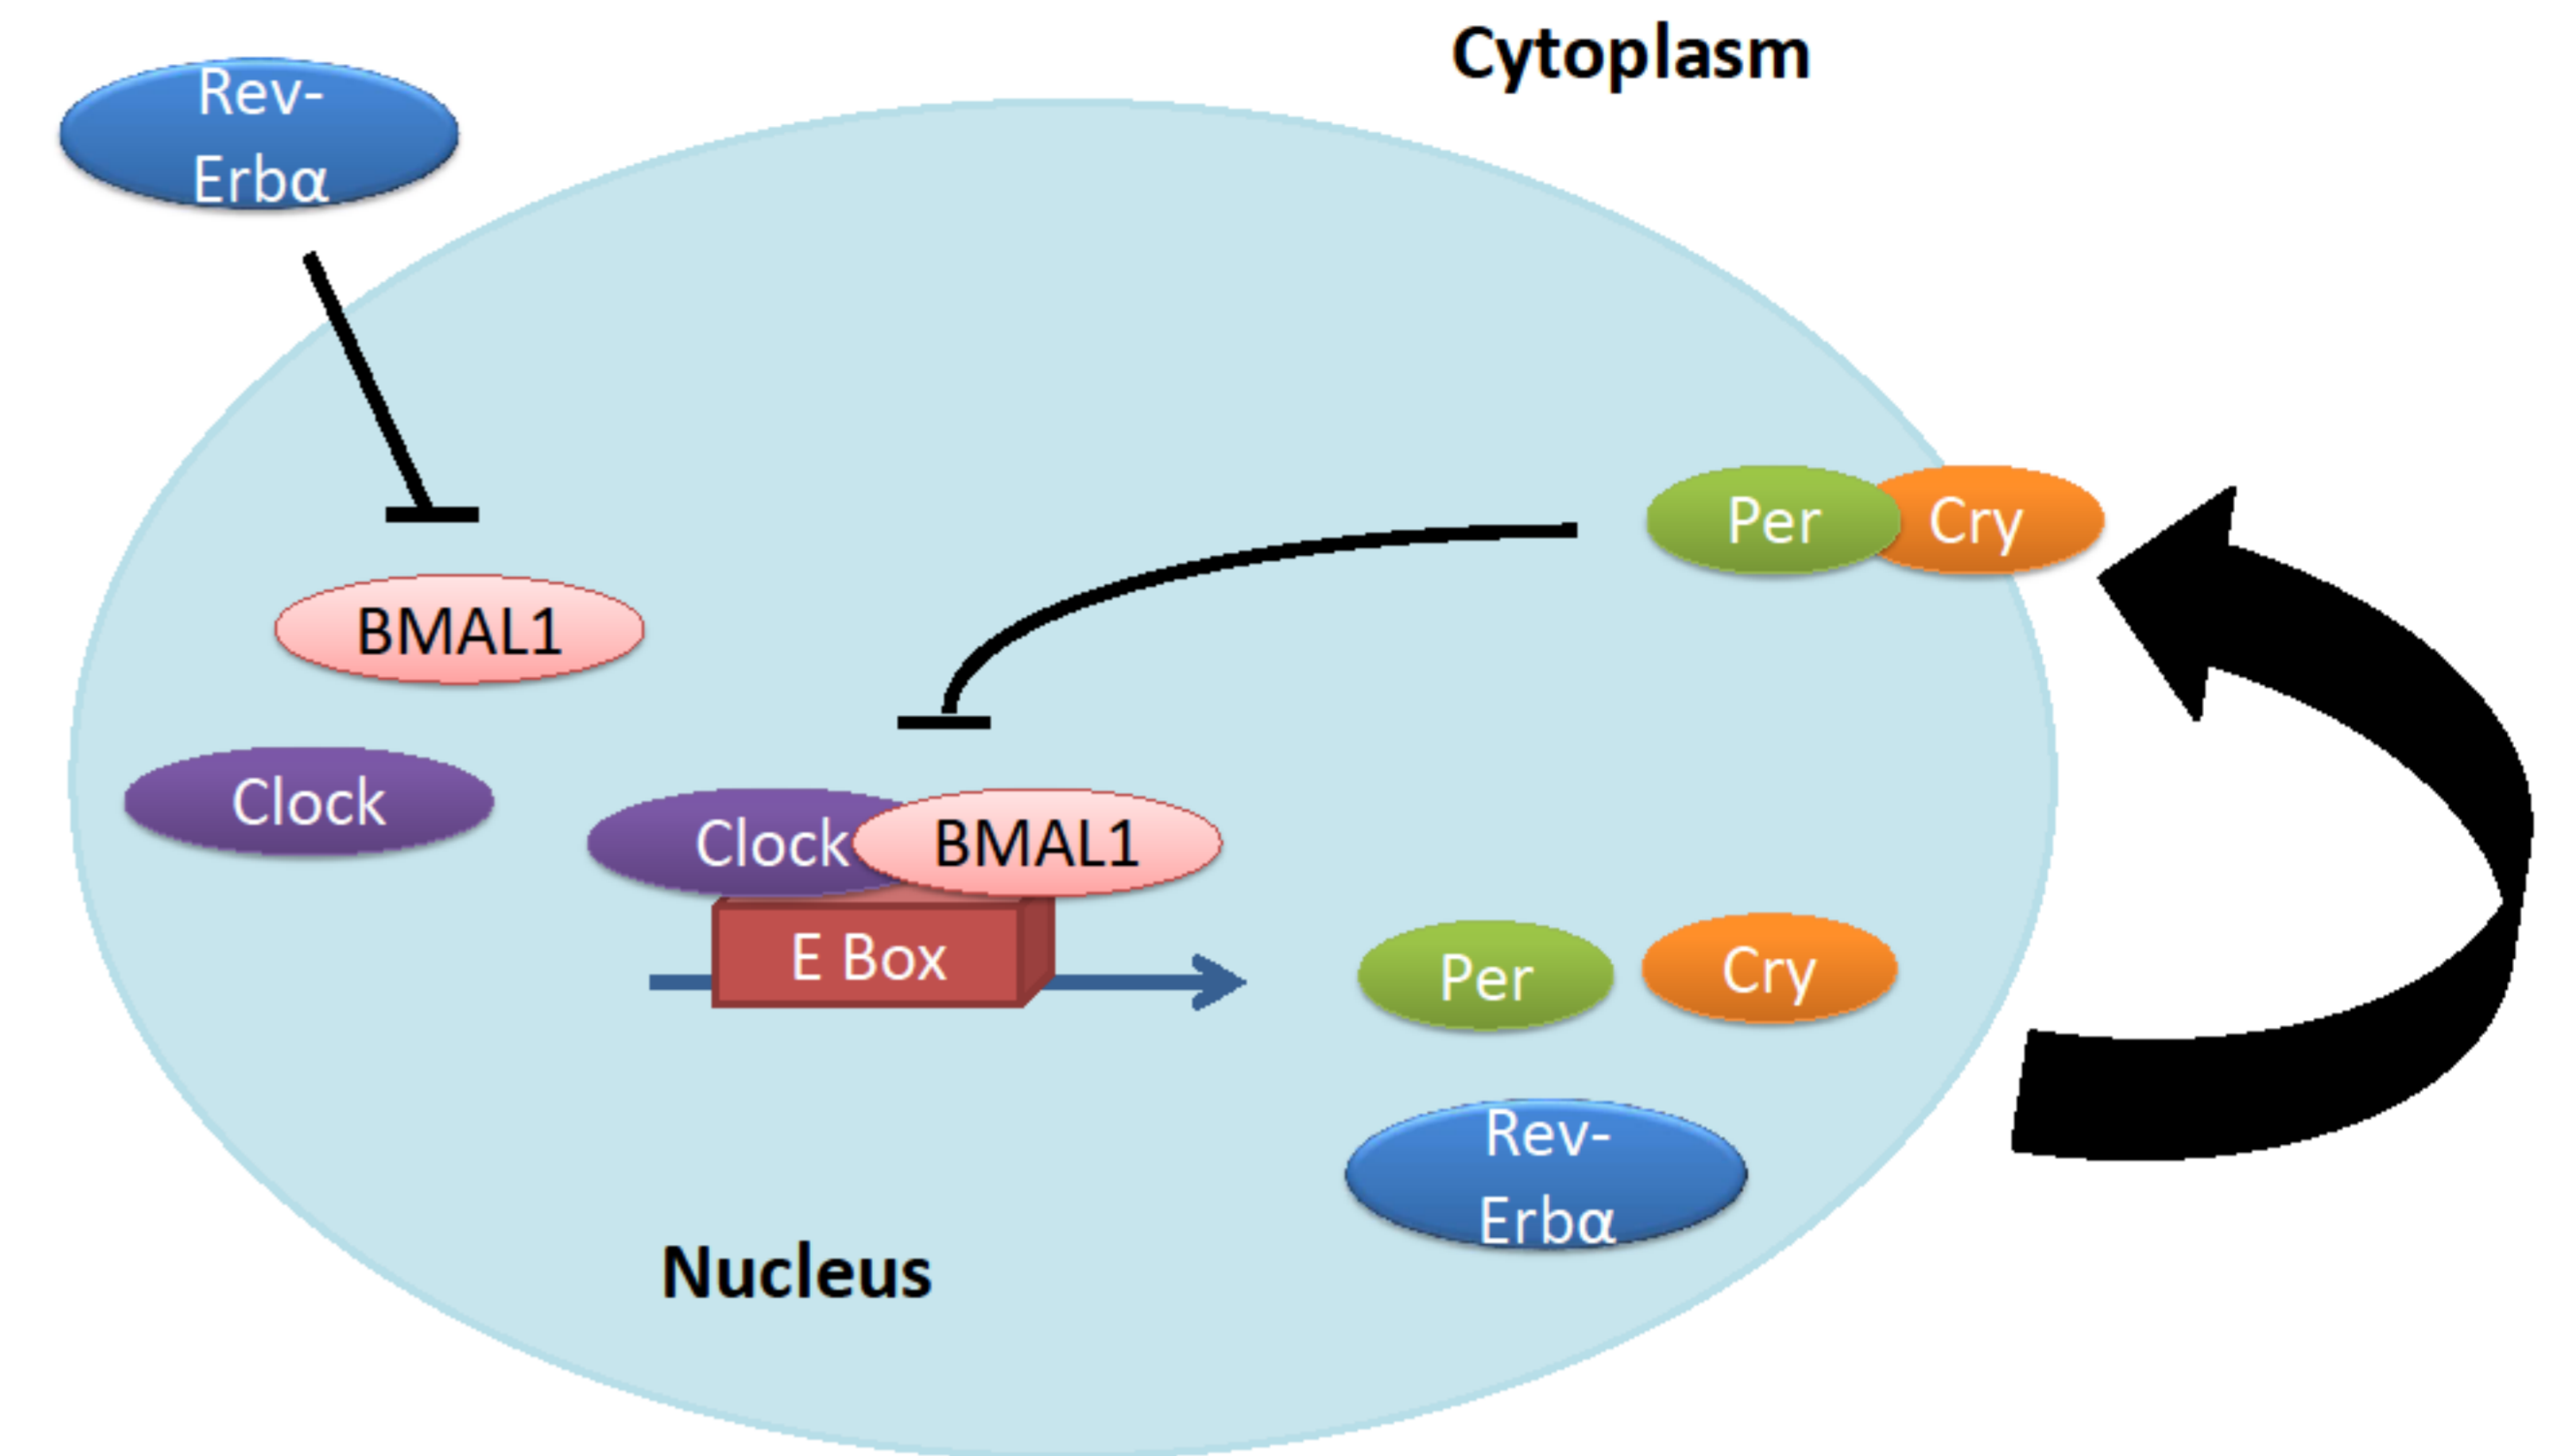 Cytoplasm
Rev-
Erbα
Per
Cry
BMAL1
Clock
Clock
BMAL1
E Box
Per
Cry
Rev-
Erbα
Nucleus